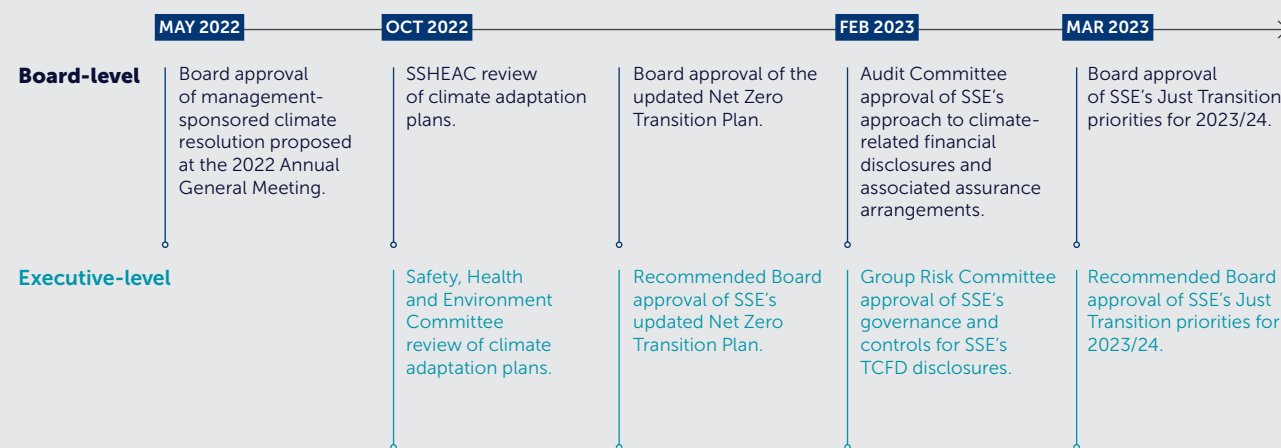 MAY 2022
OCT 2022
FEB 2023
MAR 2023
Board-level
Board approval
of management-
sponsored climate
resolution proposed
at the 2022 Annual
General Meeting.
SSHEAC review
of climate adaptation
plans.
Board approval of the
updated Net Zero
Transition Plan.
Audit Committee
approval of SSE’s
approach to climate-
related financial
disclosures and
associated assurance
arrangements.
Board approval
of SSE’s Just Transition
priorities for 2023/24.
Executive-level
Safety, Health
and Environment
Committee
review of climate
adaptation plans.
Recommended Board
approval of SSE’s
updated Net Zero
Transition Plan.
Group Risk Committee
approval of SSE’s
governance and
controls for SSE’s
TCFD disclosures.
Recommended Board
approval of SSE’s Just
Transition priorities for
2023/24.